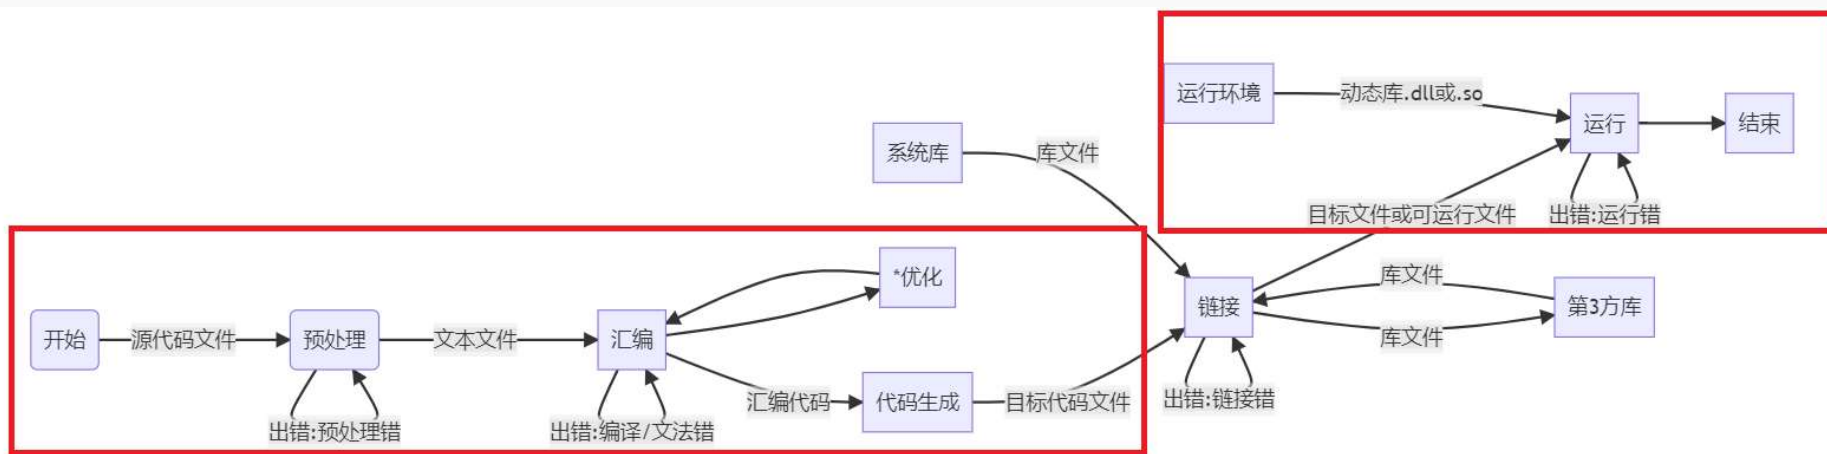 运行环境
动态库.dll或.so
运行
结束
系统库
库文件
目标文件或可运行文件
出错:运行错
*优化
库文件
链接
第3方库
开始
源代码文件
预处理
文本文件
汇编
库文件
汇编代码
代码生成
目标代码文件
出错:链接错
出错:预处理错
出错:编译/文法错